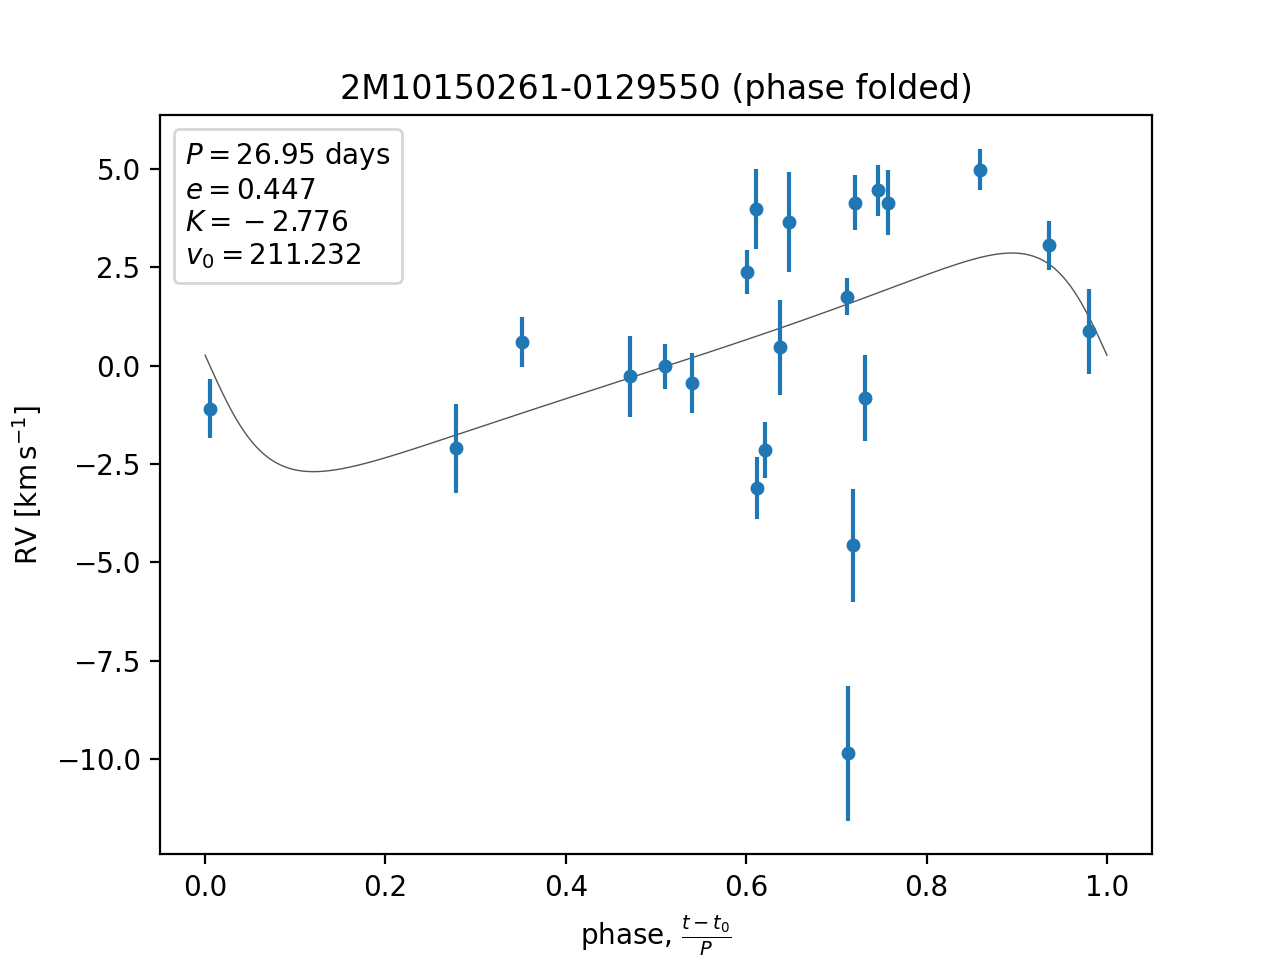 2M10150261-0129550 (phase folded)
P = 26.95 days
e = 0.447
K = −2.776
v₀ = 211.232
5.0
2.5
0.0
−2.5
−5.0
−7.5
−10.0
RV [km s⁻¹]
0.0 0.2 0.4 0.6 0.8 1.0
phase, (t − t₀)/P